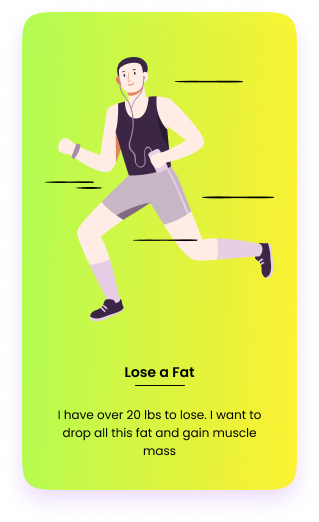 Lose a Fat
I have over 20 lbs to lose. I want to
drop all this fat and gain muscle
mass